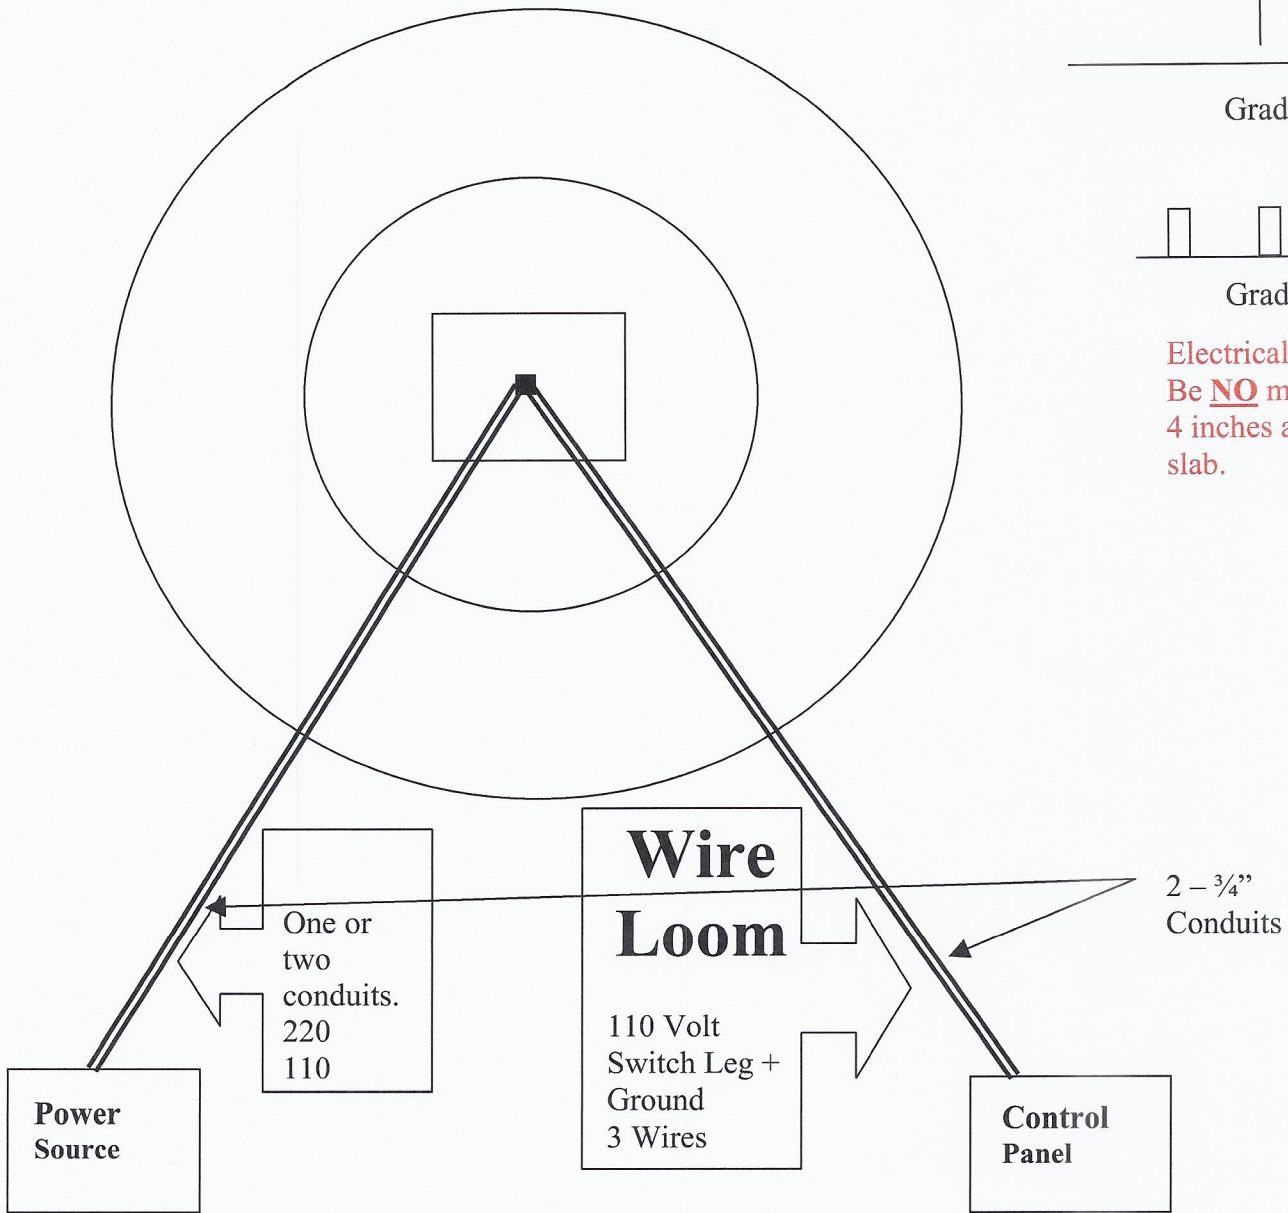 Grad
Grad
Electrical
Be NO m
4 inches a
slab.
Wire
Loom
110 Volt
Switch Leg +
Ground
3 Wires
One or
two
conduits.
220
110
2 – ¾”
Conduits
Power
Source
Control
Panel